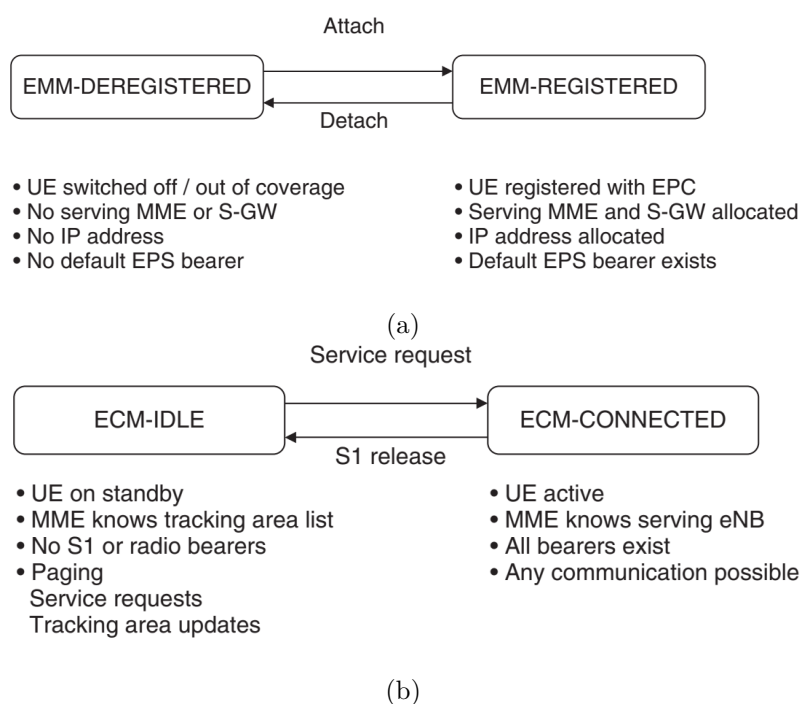 Attach
EMM-DEREGISTERED
EMM-REGISTERED
Detach
• UE switched off / out of coverage
• No serving MME or S-GW
• No IP address
• No default EPS bearer
• UE registered with EPC
• Serving MME and S-GW allocated
• IP address allocated
• Default EPS bearer exists
(a)
Service request
ECM-IDLE
ECM-CONNECTED
S1 release
• UE on standby
• MME knows tracking area list
• No S1 or radio bearers
• Paging
Service requests
Tracking area updates
• UE active
• MME knows serving eNB
• All bearers exist
• Any communication possible
(b)